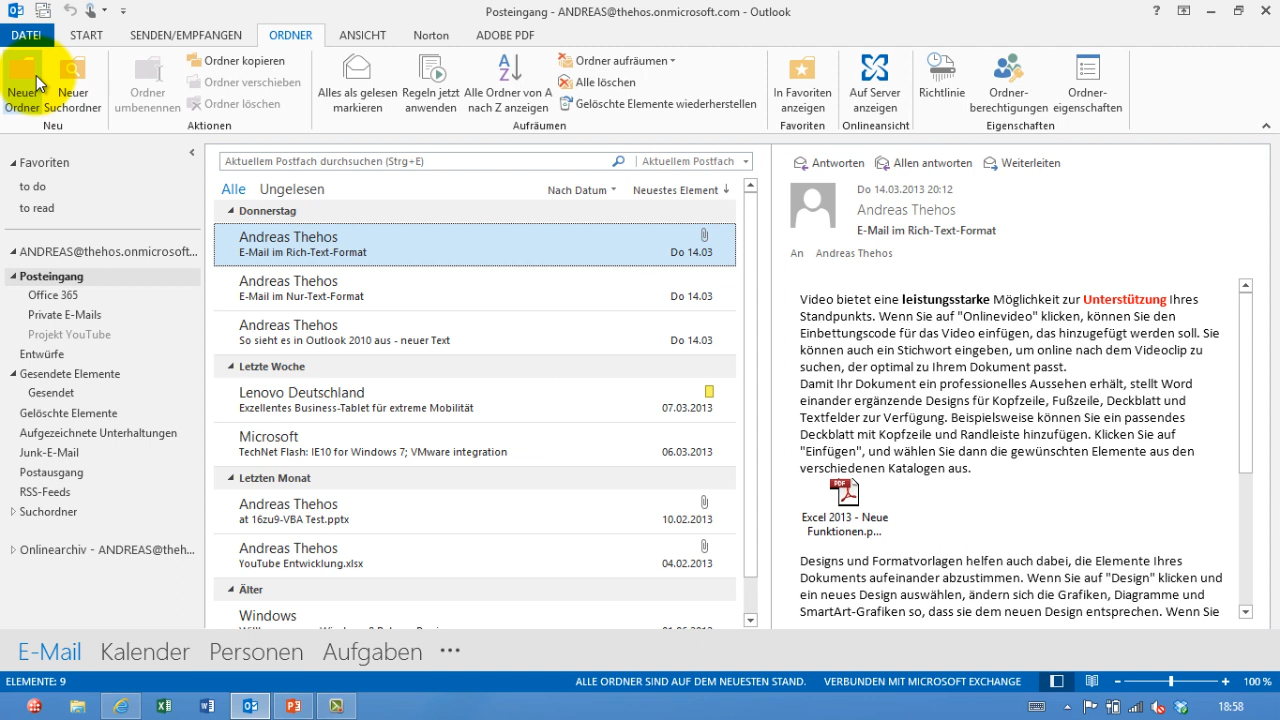 Posteingang - ANDREAS@thehos.onmicrosoft.com - Outlook
DATEI START SENDEN/EMPFANGEN ORDNER ANSICHT Norton ADOBE PDF
Neuer Ordner
Neuer Suchordner
Neu
Ordner umbenennen
Ordner kopieren
Ordner verschieben
Ordner löschen
Aktionen
Alles als gelesen markieren
Regeln jetzt anwenden
Alle Ordner von A nach Z anzeigen
Ordner aufräumen
Alle löschen
Gelöschte Elemente wiederherstellen
Aufräumen
In Favoriten anzeigen
Favoriten
Auf Server anzeigen
Onlineansicht
Richtlinie
Ordner-berechtigungen
Ordner-eigenschaften
Eigenschaften
Favoriten
to do
to read
ANDREAS@thehos.onmicrosoft...
Posteingang
Office 365
Private E-Mails
Projekt YouTube
Entwürfe
Gesendete Elemente
Gesendet
Gelöschte Elemente
Aufgezeichnete Unterhaltungen
Junk-E-Mail
Postausgang
RSS-Feeds
Suchordner
Onlinearchiv - ANDREAS@theh...
Aktuellem Postfach durchsuchen (Strg+E) Aktuellem Postfach
Alle Ungelesen Nach Datum Neuestes Element
Donnerstag
Andreas Thehos
E-Mail im Rich-Text-Format Do 14.03
Andreas Thehos
E-Mail im Nur-Text-Format Do 14.03
Andreas Thehos
So sieht es in Outlook 2010 aus - neuer Text Do 14.03
Letzte Woche
Lenovo Deutschland
Exzellentes Business-Tablet für extreme Mobilität 07.03.2013
Microsoft
TechNet Flash: IE10 for Windows 7; VMware integration 06.03.2013
Letzten Monat
Andreas Thehos
at 16zu9-VBA Test.pptx 10.02.2013
Andreas Thehos
YouTube Entwicklung.xlsx 04.02.2013
Älter
Windows
Antworten Allen antworten Weiterleiten
Do 14.03.2013 20:12
Andreas Thehos
E-Mail im Rich-Text-Format
An Andreas Thehos
Video bietet eine leistungsstarke Möglichkeit zur Unterstützung Ihres
Standpunkts. Wenn Sie auf "Onlinevideo" klicken, können Sie den
Einbettungscode für das Video einfügen, das hinzugefügt werden soll. Sie
können auch ein Stichwort eingeben, um online nach dem Videoclip zu
suchen, der optimal zu Ihrem Dokument passt.
Damit Ihr Dokument ein professionelles Aussehen erhält, stellt Word
einander ergänzende Designs für Kopfzeile, Fußzeile, Deckblatt und
Textfelder zur Verfügung. Beispielsweise können Sie ein passendes
Deckblatt mit Kopfzeile und Randleiste hinzufügen. Klicken Sie auf
"Einfügen", und wählen Sie dann die gewünschten Elemente aus den
verschiedenen Katalogen aus.
PDF
Excel 2013 - Neue
Funktionen.p...
Designs und Formatvorlagen helfen auch dabei, die Elemente Ihres
Dokuments aufeinander abzustimmen. Wenn Sie auf "Design" klicken und
ein neues Design auswählen, ändern sich die Grafiken, Diagramme und
SmartArt-Grafiken so, dass sie dem neuen Design entsprechen. Wenn Sie
E-Mail Kalender Personen Aufgaben
ELEMENTE: 9 ALLE ORDNER SIND AUF DEM NEUESTEN STAND. VERBUNDEN MIT MICROSOFT EXCHANGE 100 %
18:58